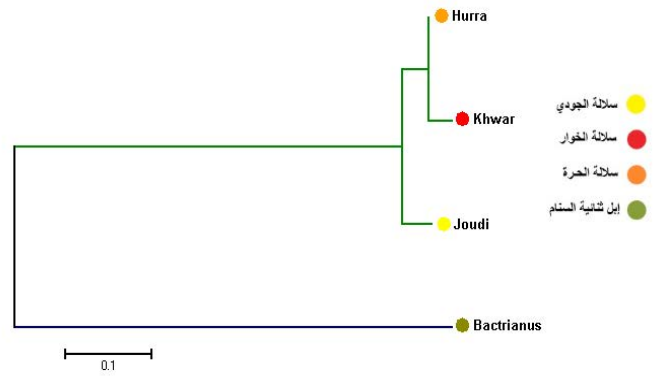 Hurra
Khwar
Joudi
Bactrianus
0.1
سلالة الجودي
سلالة الخوار
سلالة الحرة
إبل ثنائية السنام